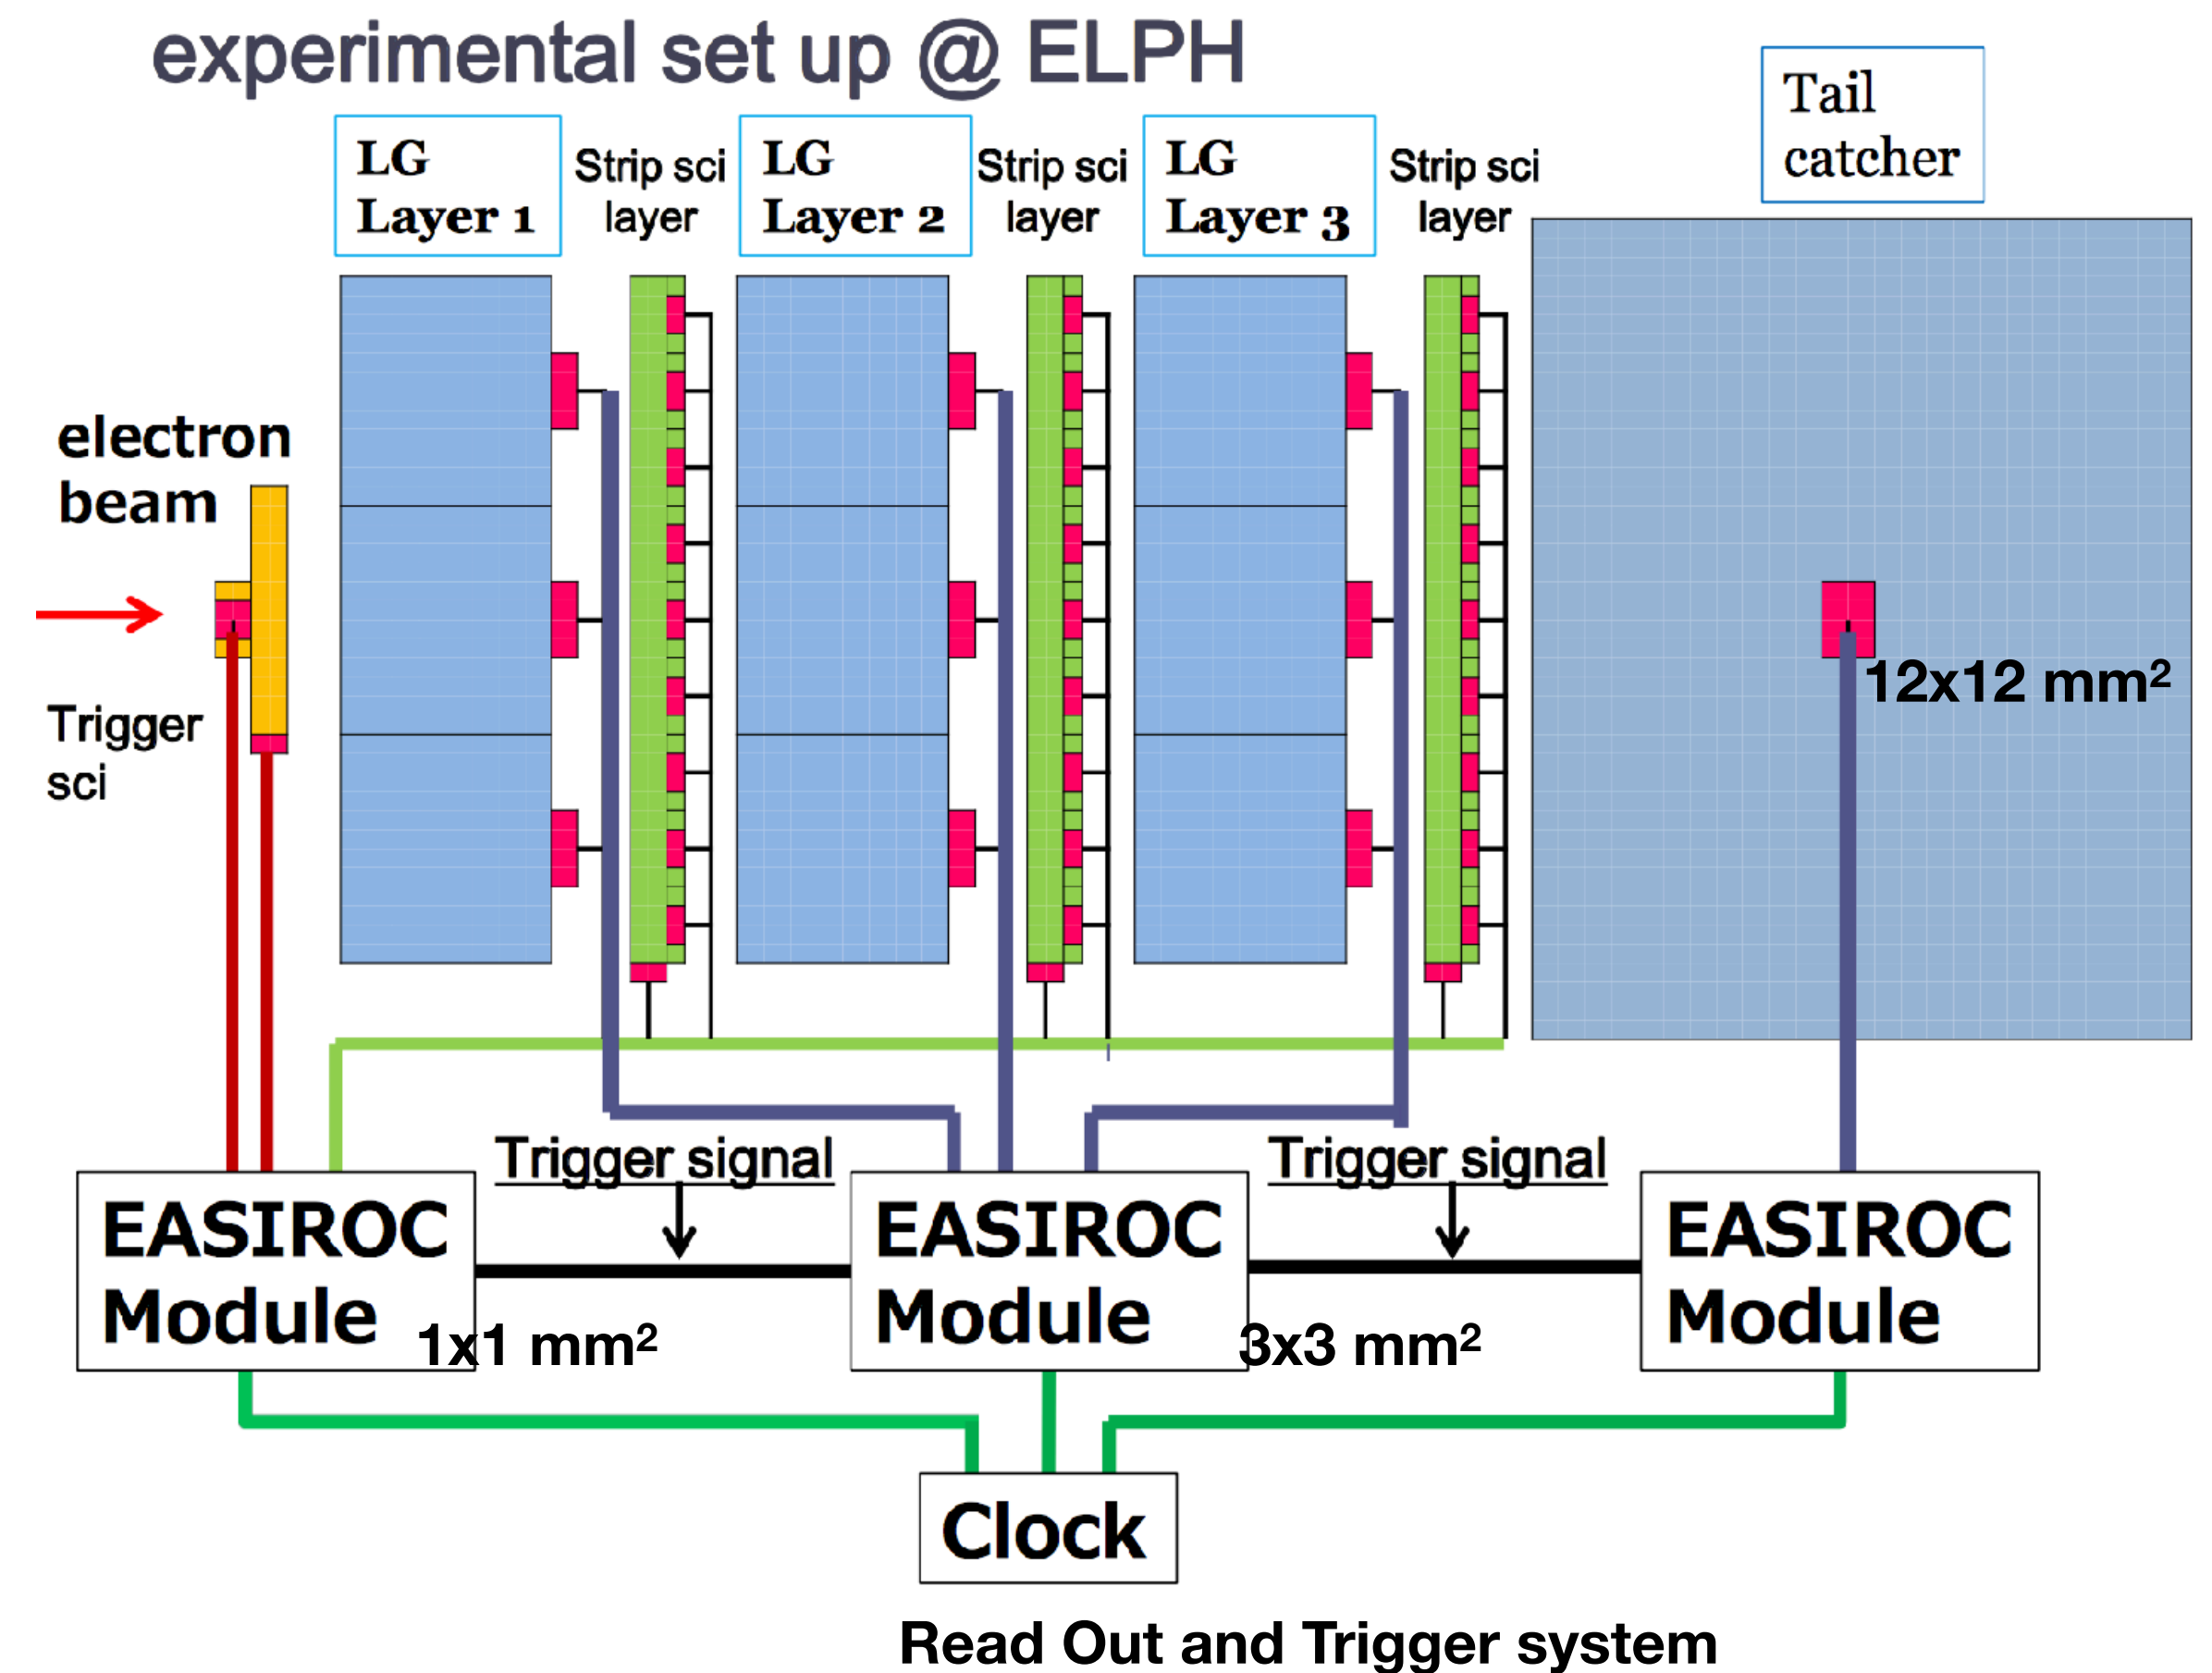 experimental set up @ ELPH
Tail
catcher
LG
Layer 1
Strip sci
layer
LG
Layer 2
Strip sci
layer
LG
Layer 3
Strip sci
layer
electron
beam
Trigger
sci
12x12 mm²
Trigger signal
Trigger signal
EASIROC
Module
1x1 mm²
EASIROC
Module
3x3 mm²
EASIROC
Module
Clock
Read Out and Trigger system